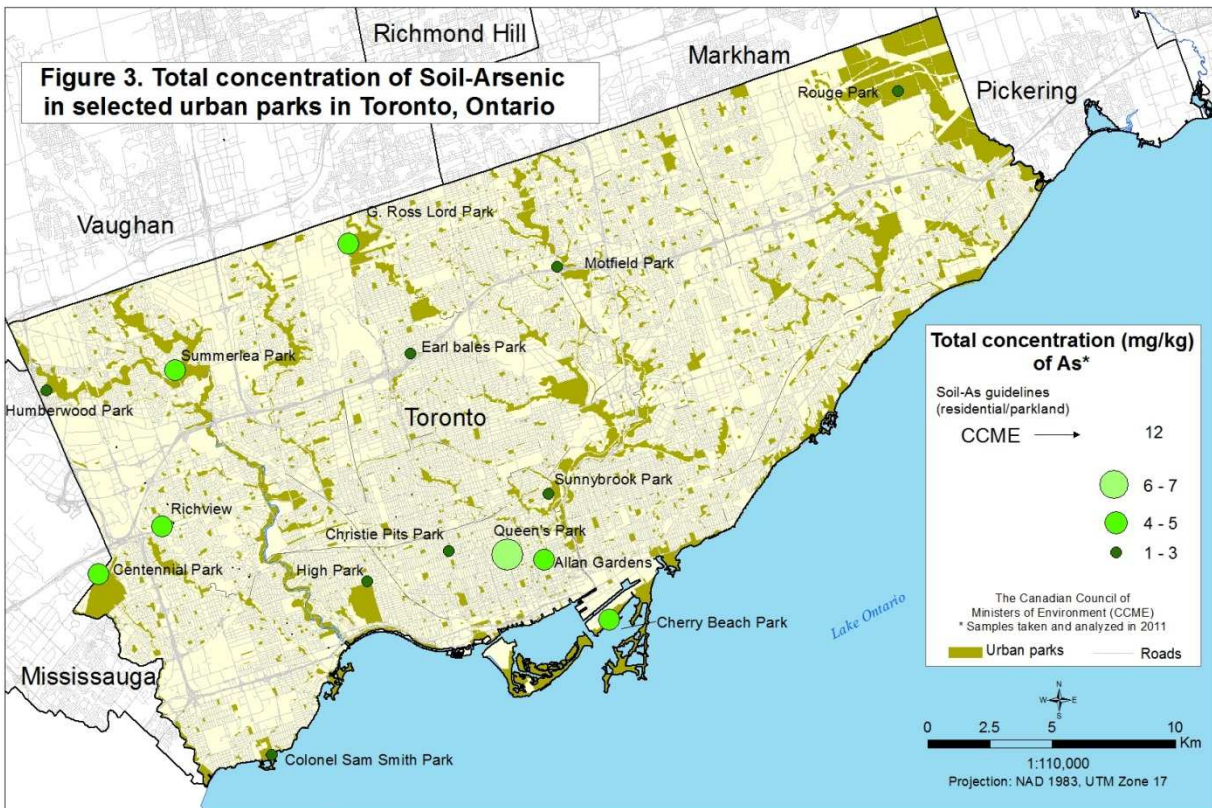 Richmond Hill
Markham
Figure 3. Total concentration of Soil-Arsenic
in selected urban parks in Toronto, Ontario
Rouge Park
Pickering
Vaughan
G. Ross Lord Park
Motfield Park
Earl bales Park
Summerlea Park
Humberwood Park
Toronto
Sunnybrook Park
Richview
Christie Pits Park
Queen's Park
Allan Gardens
Centennial Park
High Park
Cherry Beach Park
Lake Ontario
Mississauga
Colonel Sam Smith Park
Total concentration (mg/kg)
of As*
Soil-As guidelines
(residential/parkland)
CCME 12
6 - 7
4 - 5
1 - 3
The Canadian Council of
Ministers of Environment (CCME)
* Samples taken and analyzed in 2011
Urban parks Roads
N
W E
S
0 2.5 5 10
Km
1:110,000
Projection: NAD 1983, UTM Zone 17